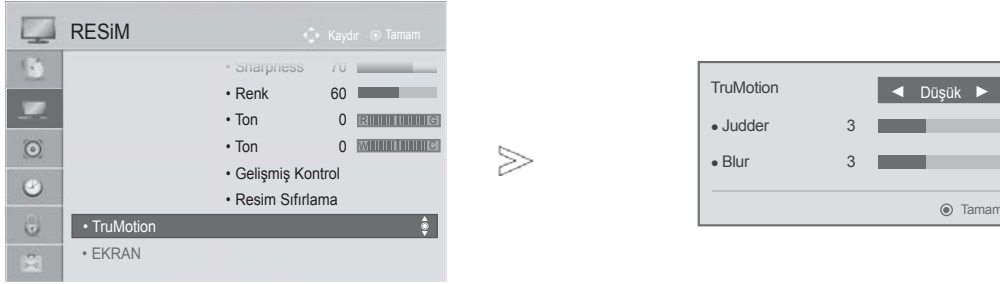 RESiM
Kaydır Tamam
• Sharpness 70
• Renk 60
• Ton 0 R G
• Ton 0 W C
• Gelişmiş Kontrol
• Resim Sıfırlama
• TruMotion
• EKRAN
TruMotion ◄ Düşük ►
• Judder 3
• Blur 3
Tamam